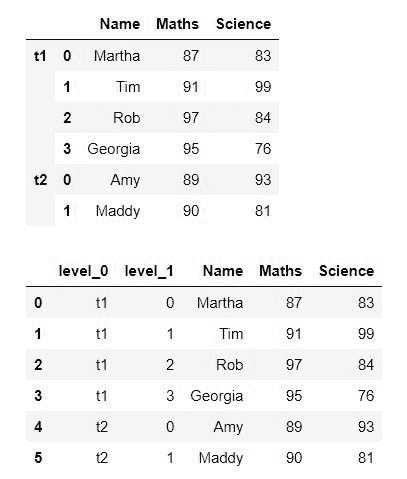 Name Maths Science
t1 0 Martha 87 83
1 Tim 91 99
2 Rob 97 84
3 Georgia 95 76
t2 0 Amy 89 93
1 Maddy 90 81
level_0 level_1 Name Maths Science
0 t1 0 Martha 87 83
1 t1 1 Tim 91 99
2 t1 2 Rob 97 84
3 t1 3 Georgia 95 76
4 t2 0 Amy 89 93
5 t2 1 Maddy 90 81